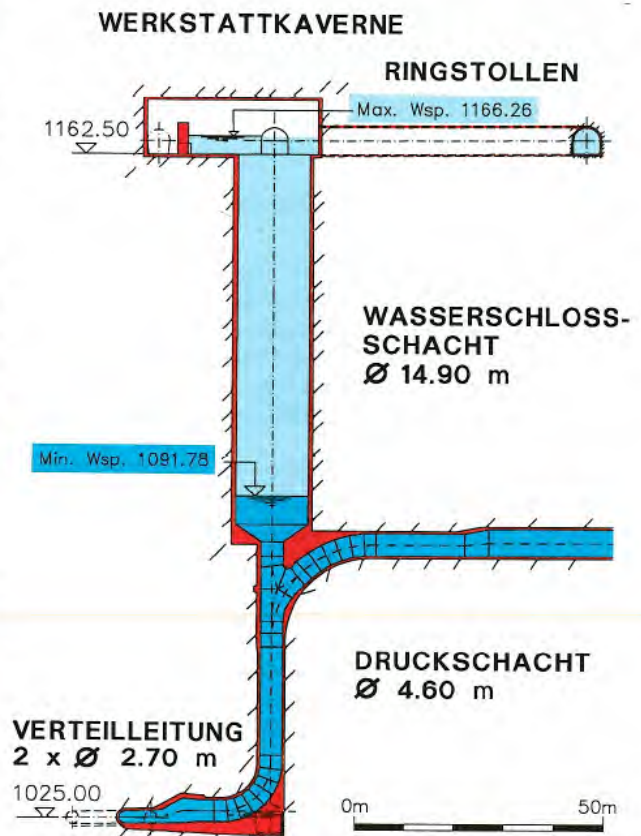 WERKSTATTKAVERNE
RINGSTOLLEN
Max. Wsp. 1166.26
1162.50
WASSERSCHLOSS-
SCHACHT
Ø 14.90 m
Min. Wsp. 1091.78
DRUCKSCHACHT
Ø 4.60 m
VERTEILLEITUNG
2 x Ø 2.70 m
1025.00
0m 50m